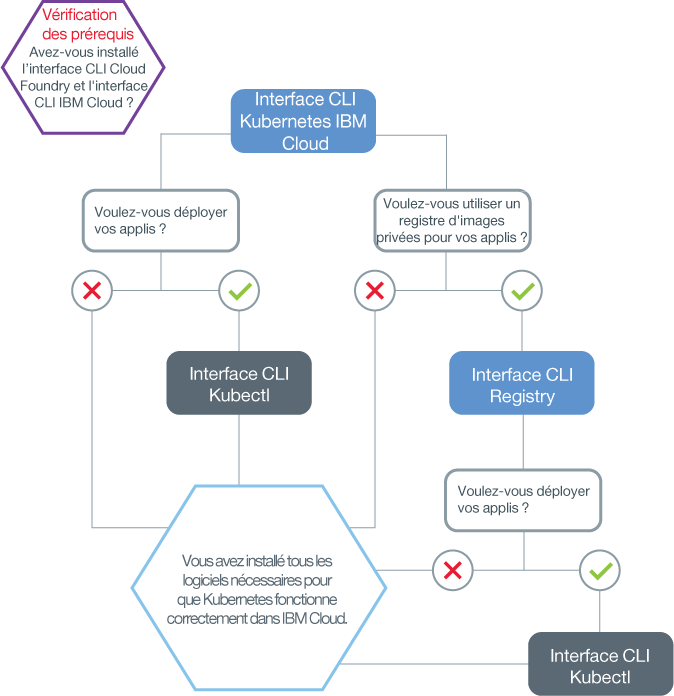 Vérification
des prérequis
Avez-vous installé
l'interface CLI Cloud
Foundry et l'interface
CLI IBM Cloud ?
Interface CLI
Kubernetes IBM
Cloud
Voulez-vous déployer
vos applis ?
Voulez-vous utiliser un
registre d'images
privées pour vos applis ?
Interface CLI
Kubectl
Interface CLI
Registry
Voulez-vous déployer
vos applis ?
Vous avez installé tous les
logiciels nécessaires pour
que Kubernetes fonctionne
correctement dans IBM Cloud.
Interface CLI
Kubectl